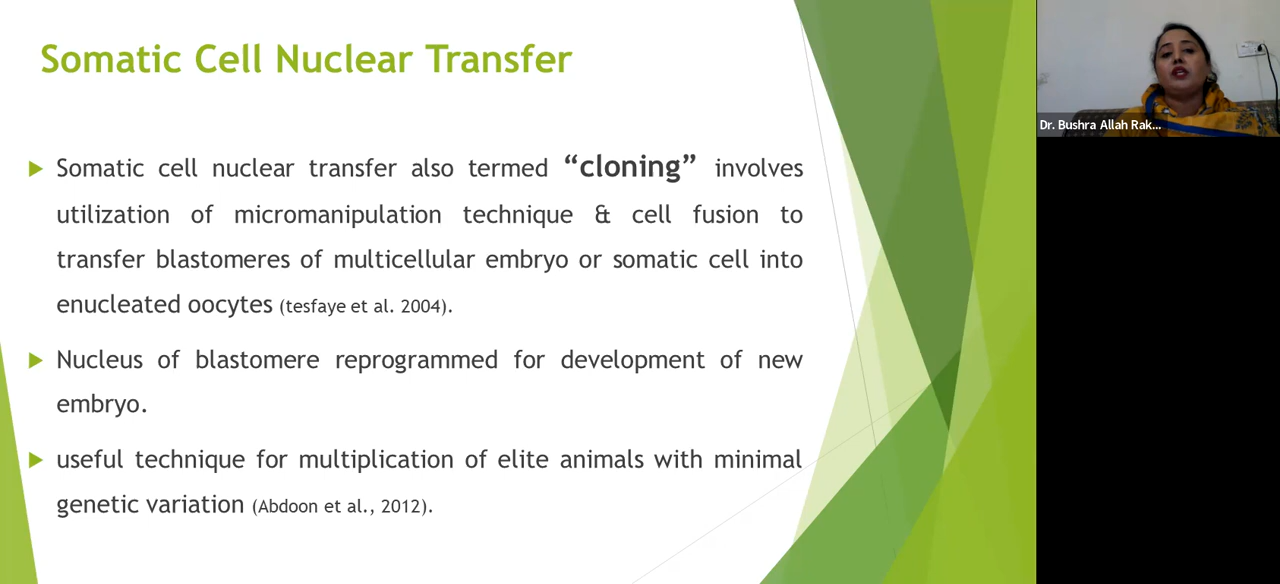 Somatic Cell Nuclear Transfer
Somatic cell nuclear transfer also termed “cloning” involves
utilization of micromanipulation technique & cell fusion to
transfer blastomeres of multicellular embryo or somatic cell into
enucleated oocytes (tesfaye et al. 2004).
Nucleus of blastomere reprogrammed for development of new
embryo.
useful technique for multiplication of elite animals with minimal
genetic variation (Abdoon et al., 2012).
Dr. Bushra Allah Rak...